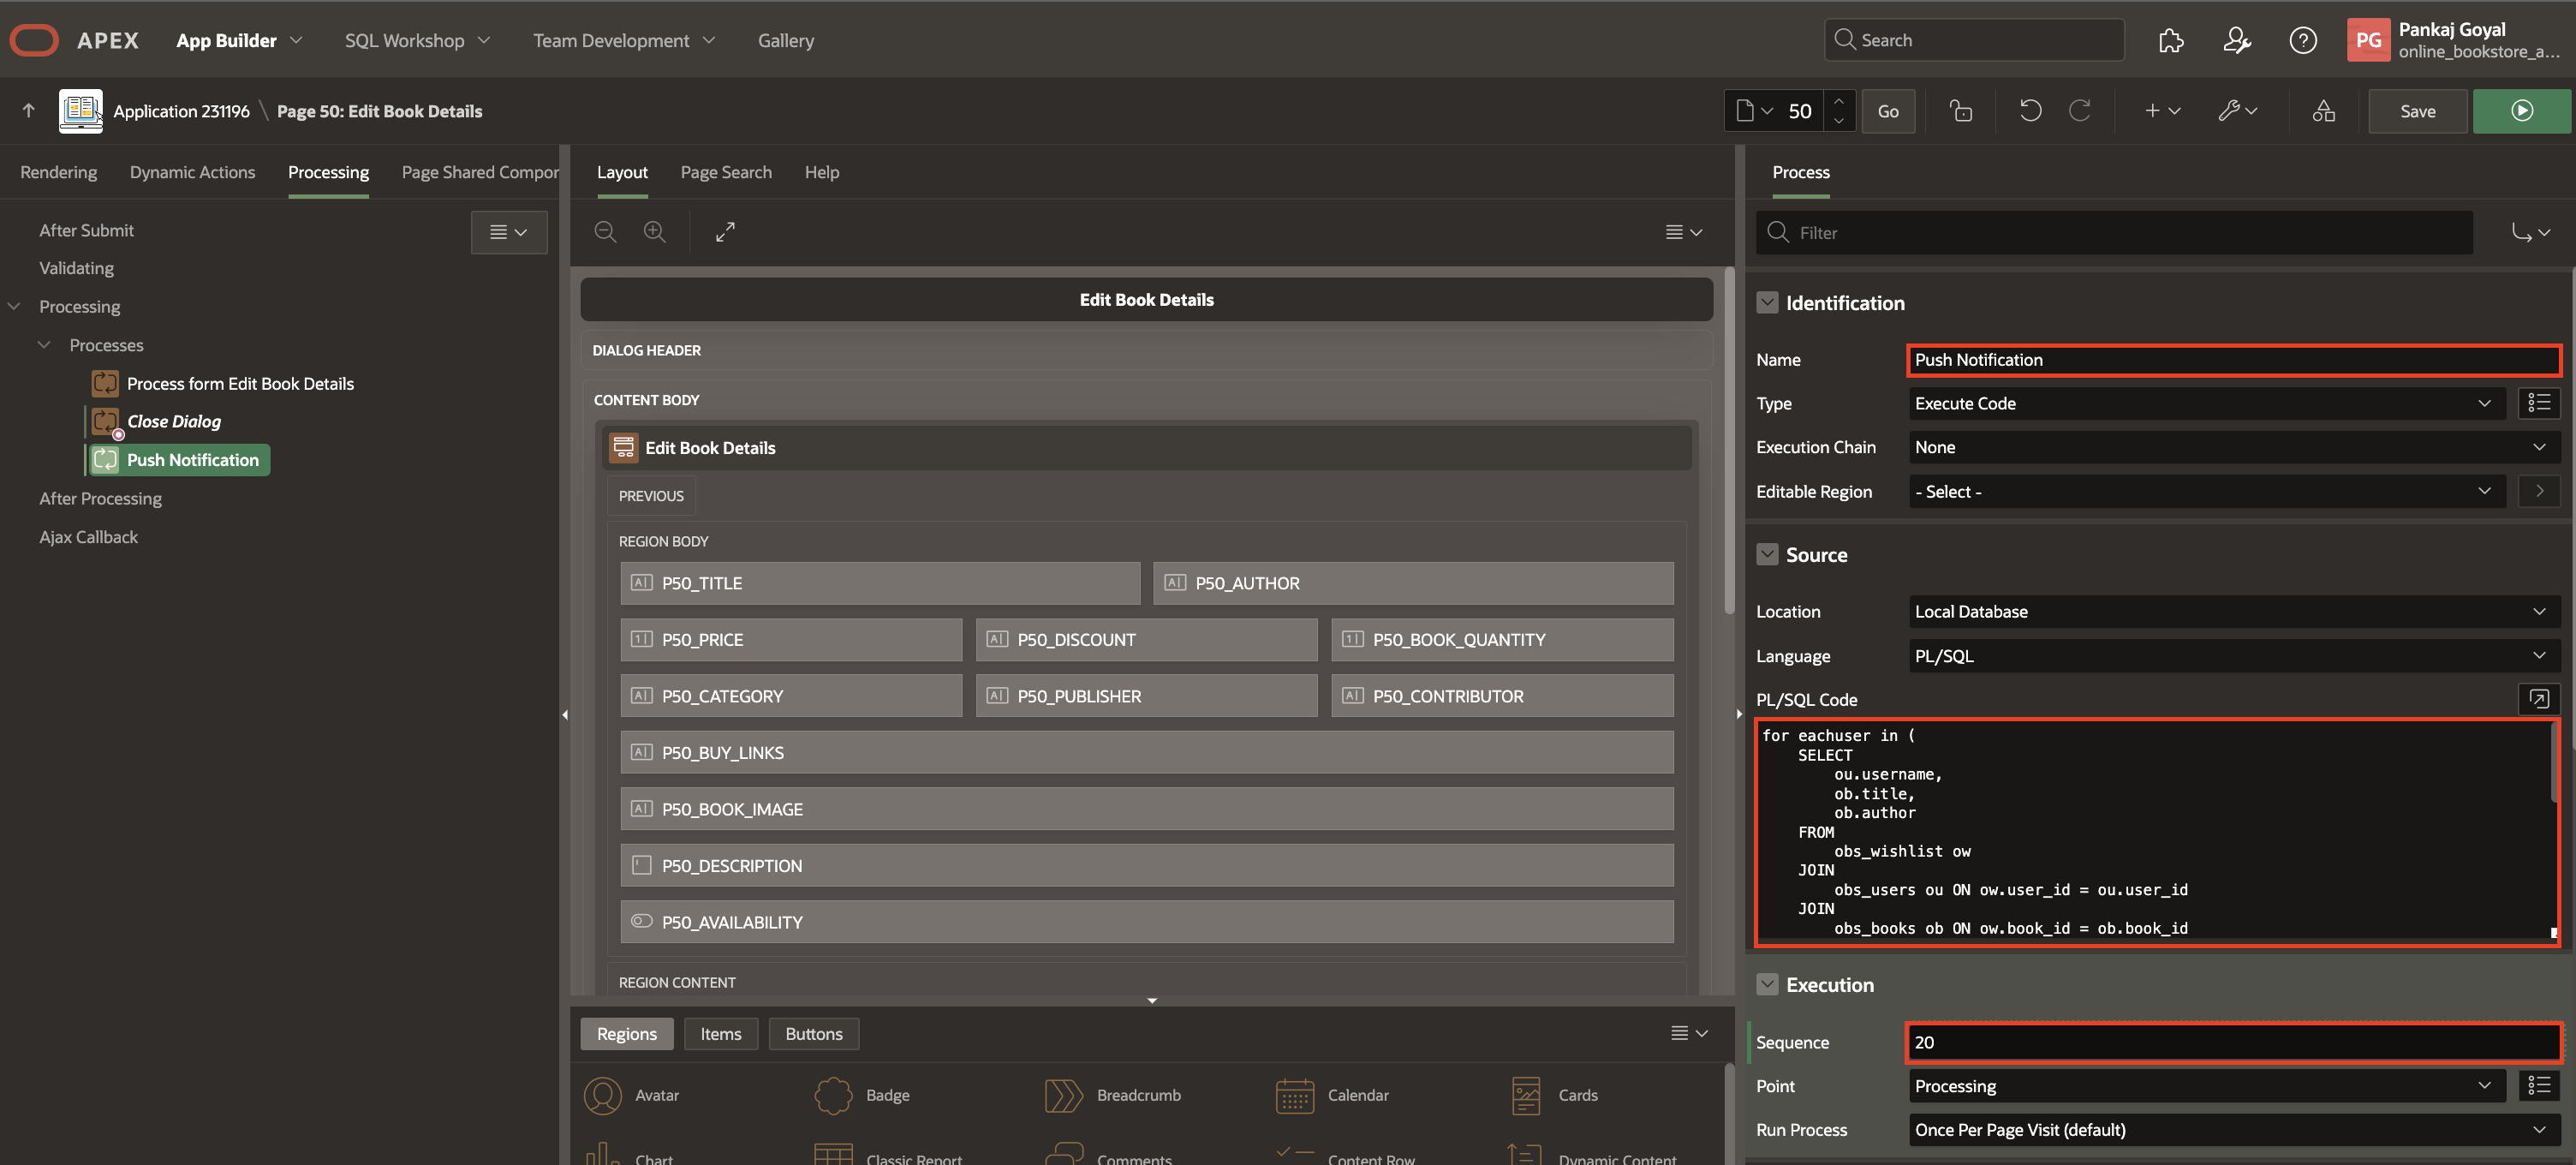 APEX App Builder SQL Workshop Team Development Gallery Search PG Pankaj Goyal
online_bookstore_a...
Application 231196 \ Page 50: Edit Book Details 50 Go Save
Rendering Dynamic Actions Processing Page Shared Compor
After Submit
Validating
Processing
Processes
Process form Edit Book Details
Close Dialog
Push Notification
After Processing
Ajax Callback
Layout Page Search Help
Edit Book Details
DIALOG HEADER
CONTENT BODY
Edit Book Details
PREVIOUS
REGION BODY
P50_TITLE P50_AUTHOR
P50_PRICE P50_DISCOUNT P50_BOOK_QUANTITY
P50_CATEGORY P50_PUBLISHER P50_CONTRIBUTOR
P50_BUY_LINKS
P50_BOOK_IMAGE
P50_DESCRIPTION
P50_AVAILABILITY
REGION CONTENT
Regions Items Buttons
Avatar Badge Breadcrumb Calendar Cards
Chart Classic Report Comments Content Row Dynamic Content
Process
Filter
Identification
Name Push Notification
Type Execute Code
Execution Chain None
Editable Region - Select -
Source
Location Local Database
Language PL/SQL
PL/SQL Code
for eachuser in (
SELECT
ou.username,
ob.title,
ob.author
FROM
obs_wishlist ow
JOIN
obs_users ou ON ow.user_id = ou.user_id
JOIN
obs_books ob ON ow.book_id = ob.book_id
Execution
Sequence 20
Point Processing
Run Process Once Per Page Visit (default)